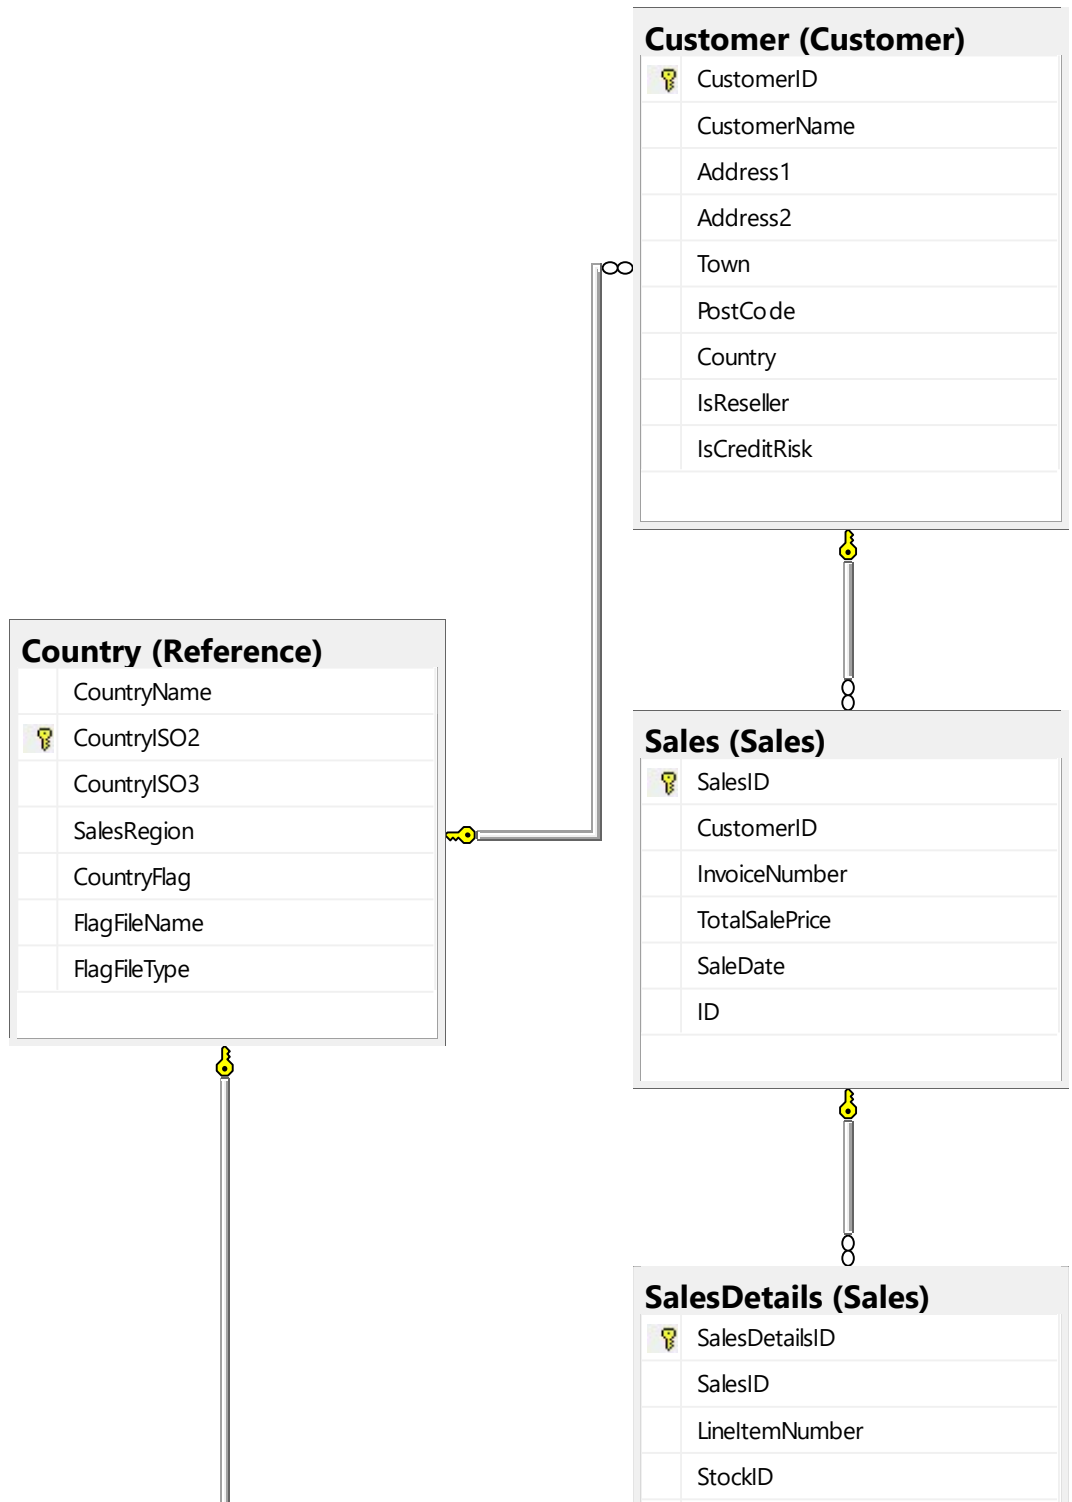 Customer (Customer)
CustomerID
CustomerName
Address1
Address2
Town
PostCode
Country
IsReseller
IsCreditRisk
Country (Reference)
CountryName
CountryISO2
CountryISO3
SalesRegion
CountryFlag
FlagFileName
FlagFileType
Sales (Sales)
SalesID
CustomerID
InvoiceNumber
TotalSalePrice
SaleDate
ID
SalesDetails (Sales)
SalesDetailsID
SalesID
LineItemNumber
StockID